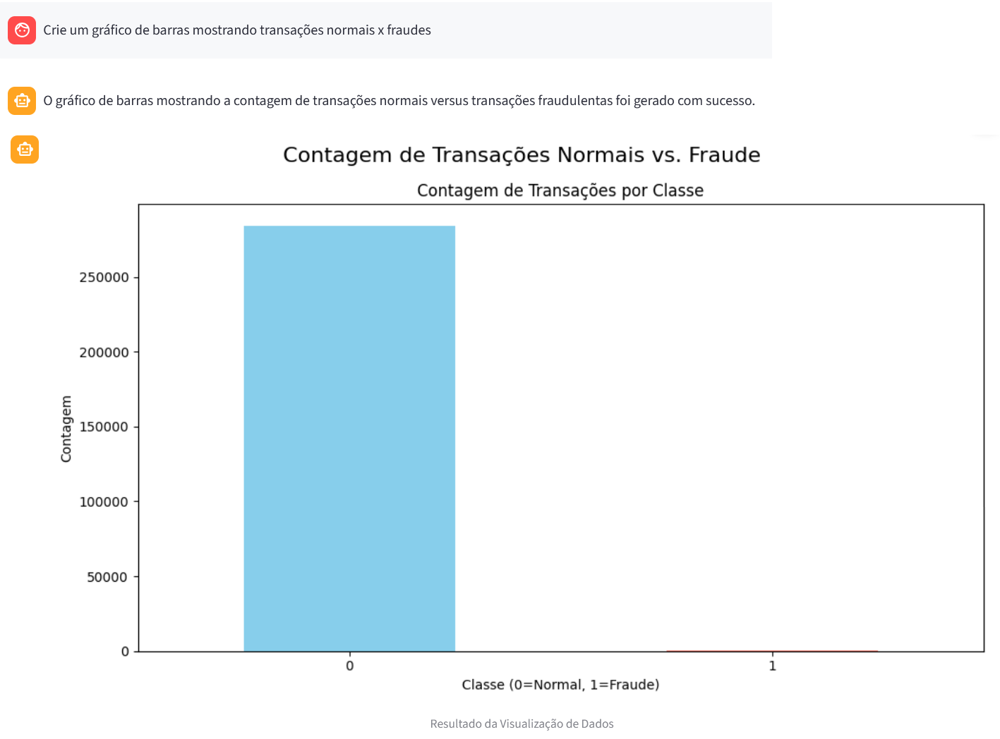 Crie um gráfico de barras mostrando transações normais x fraudes
O gráfico de barras mostrando a contagem de transações normais versus transações fraudulentas foi gerado com sucesso.
Contagem de Transações Normais vs. Fraude
Contagem de Transações por Classe
Contagem
250000
200000
150000
100000
50000
0
0
1
Classe (0=Normal, 1=Fraude)
Resultado da Visualização de Dados